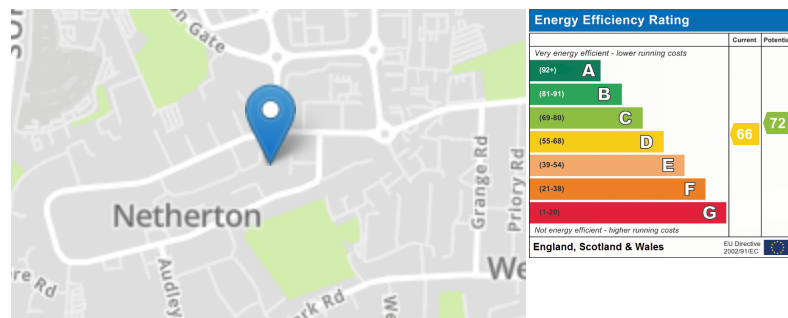 n Gate
Netherton
Grange Rd
Priory Rd
Audley
We
We
re Rd
rk Rd
Energy Efficiency Rating
Current Potentia
Very energy efficient - lower running costs
(92+) A
(81-91) B
(69-80) C
72
(55-68) D
66
(39-54) E
(21-38) F
(1-20) G
Not energy efficient - higher running costs
England, Scotland & Wales
EU Directive
2002/91/EC